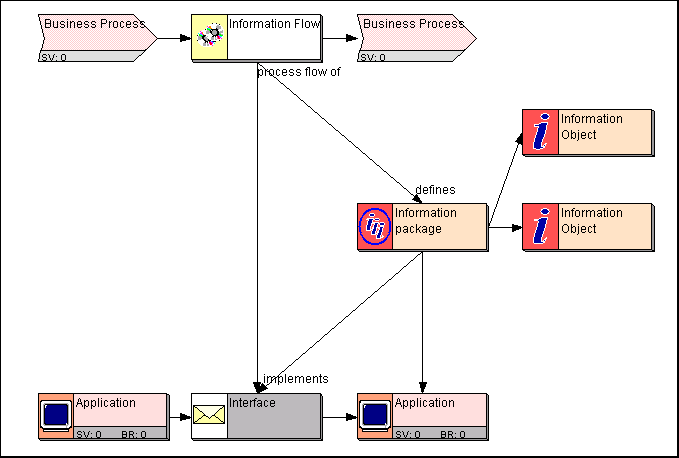 Business Process
SV: 0
Information Flow
Business Process
SV: 0
process flow of
Information
Object
defines
Information
package
Information
Object
implements
Application
SV: 0 BR: 0
Interface
Application
SV: 0 BR: 0